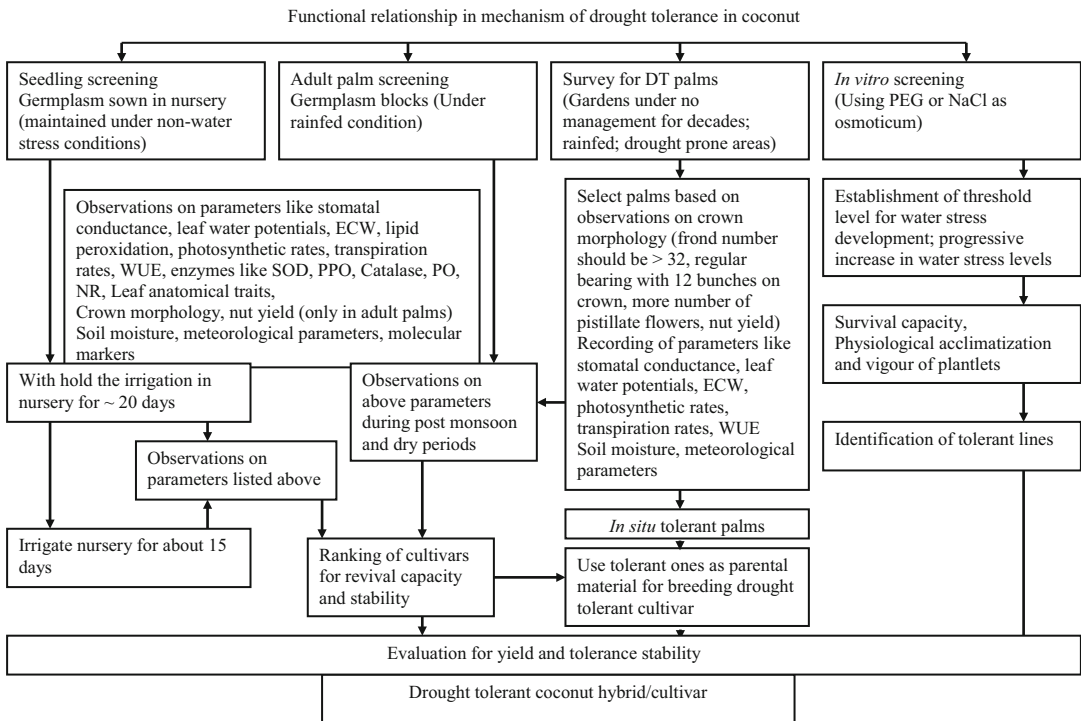 Functional relationship in mechanism of drought tolerance in coconut
Seedling screening
Germplasm sown in nursery
(maintained under non-water
stress conditions)
Adult palm screening
Germplasm blocks (Under
rainfed condition)
Survey for DT palms
(Gardens under no
management for decades;
rainfed; drought prone areas)
In vitro screening
(Using PEG or NaCl as
osmoticum)
Observations on parameters like stomatal
conductance, leaf water potentials, ECW, lipid
peroxidation, photosynthetic rates, transpiration
rates, WUE, enzymes like SOD, PPO, Catalase, PO,
NR, Leaf anatomical traits,
Crown morphology, nut yield (only in adult palms)
Soil moisture, meteorological parameters, molecular
markers
Select palms based on
observations on crown
morphology (frond number
should be > 32, regular
bearing with 12 bunches on
crown, more number of
pistillate flowers, nut yield)
Recording of parameters like
stomatal conductance, leaf
water potentials, ECW,
photosynthetic rates,
transpiration rates, WUE
Soil moisture, meteorological
parameters
Establishment of threshold
level for water stress
development; progressive
increase in water stress levels
Survival capacity,
Physiological acclimatization
and vigour of plantlets
Identification of tolerant lines
With hold the irrigation in
nursery for ~ 20 days
Observations on
above parameters
during post monsoon
and dry periods
Observations on
parameters listed above
Irrigate nursery for about 15
days
Ranking of cultivars
for revival capacity
and stability
In situ tolerant palms
Use tolerant ones as parental
material for breeding drought
tolerant cultivar
Evaluation for yield and tolerance stability
Drought tolerant coconut hybrid/cultivar